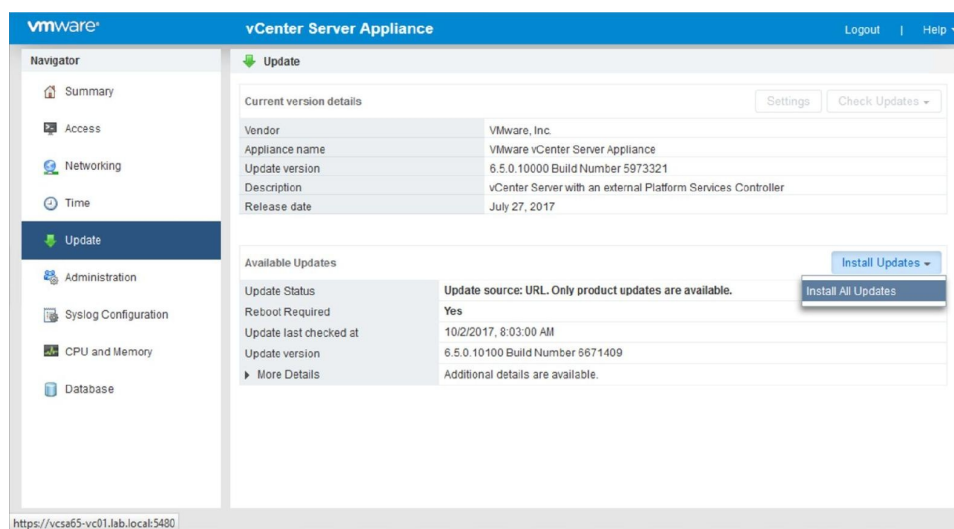 vmware®
vCenter Server Appliance
Logout | Help
Navigator
Summary
Access
Networking
Time
Update
Administration
Syslog Configuration
CPU and Memory
Database
Update
Current version details
Settings
Check Updates
Vendor VMware, Inc.
Appliance name VMware vCenter Server Appliance
Update version 6.5.0.10000 Build Number 5973321
Description vCenter Server with an external Platform Services Controller
Release date July 27, 2017
Available Updates
Install Updates
Install All Updates
Update Status Update source: URL. Only product updates are available.
Reboot Required Yes
Update last checked at 10/2/2017, 8:03:00 AM
Update version 6.5.0.10100 Build Number 6671409
More Details Additional details are available.
https://vcsa65-vc01.lab.local:5480